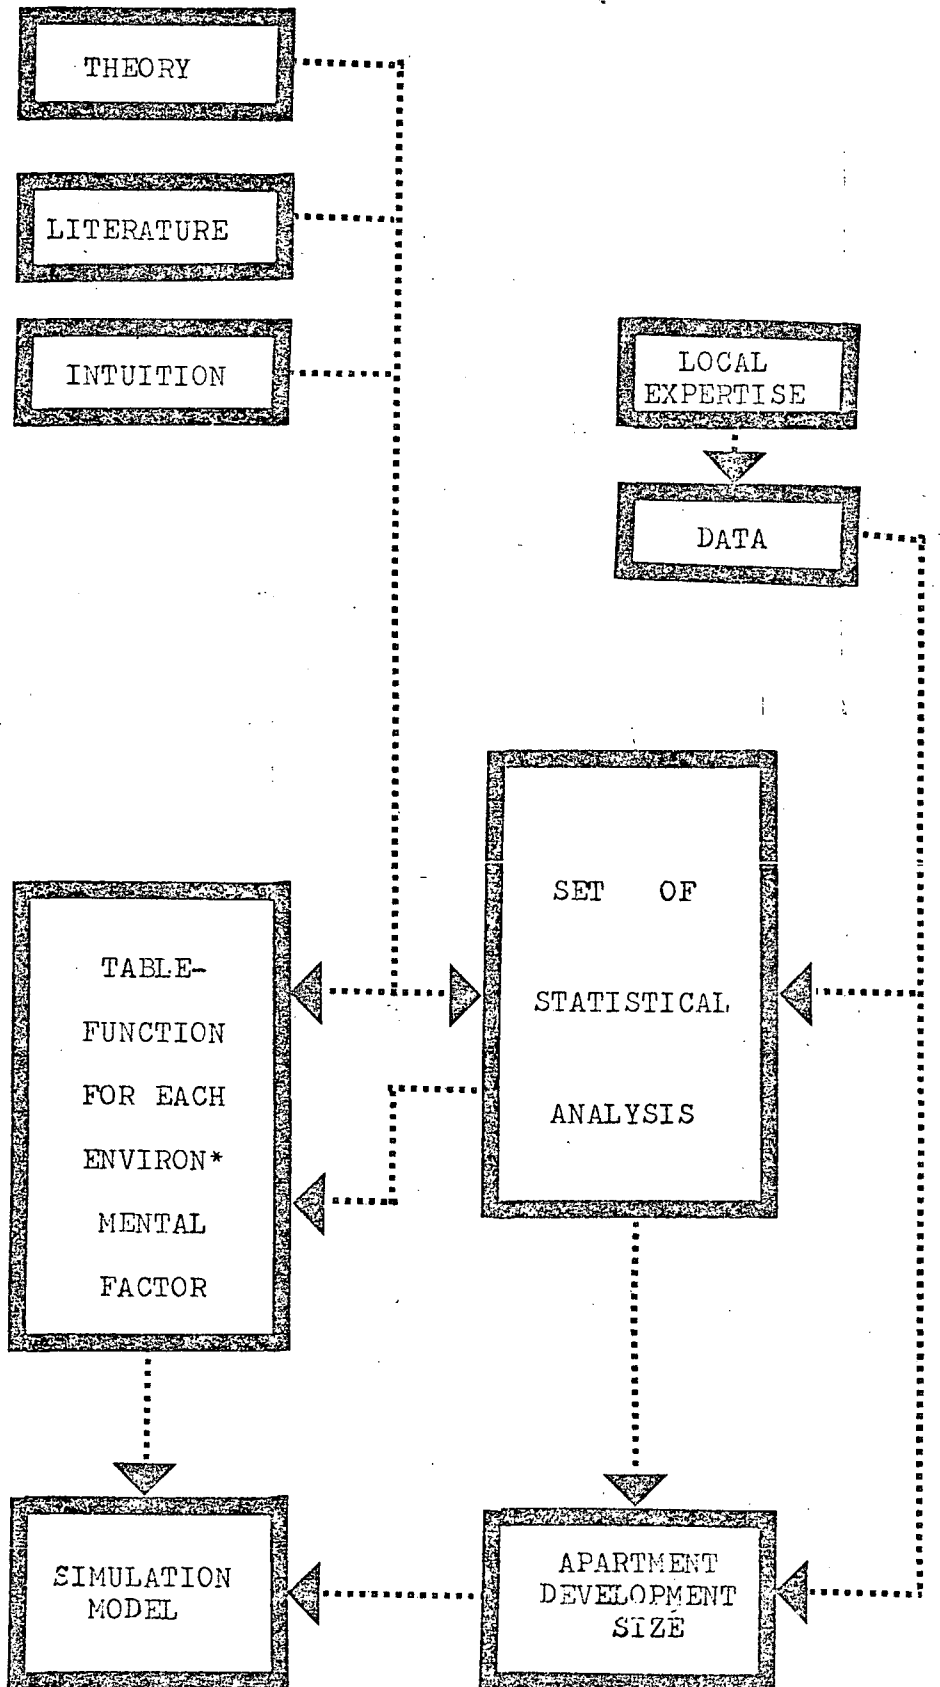 THEORY
LITERATURE
INTUITION
LOCAL
EXPERTISE
DATA
SET OF
STATISTICAL
ANALYSIS
TABLE-
FUNCTION
FOR EACH
ENVIRON*
MENTAL
FACTOR
SIMULATION
MODEL
APARTMENT
DEVELOPMENT
SIZE